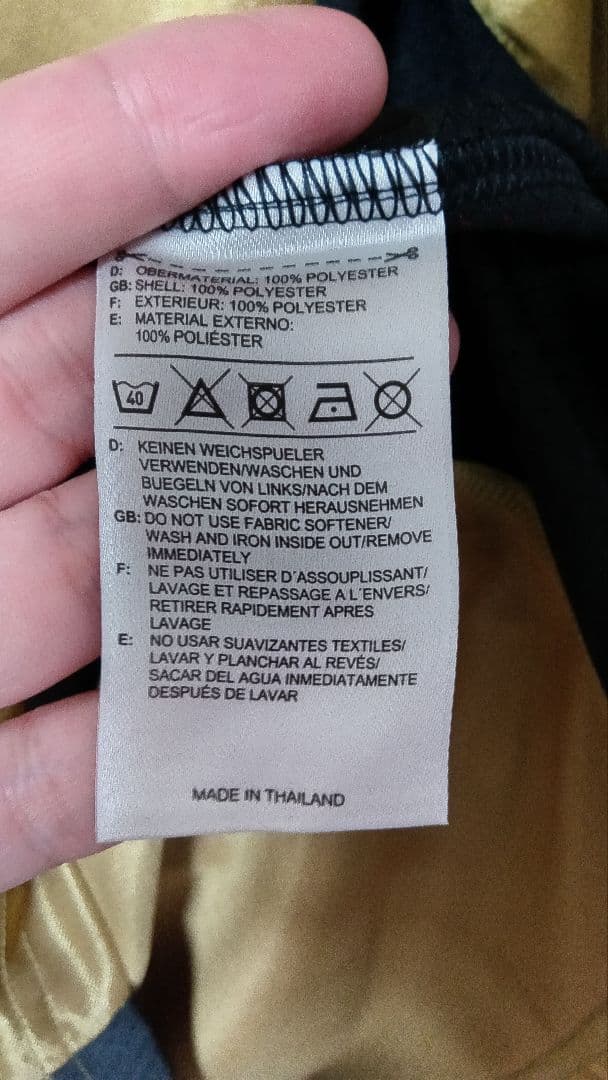 D: OBERMATERIAL: 100% POLYESTER
GB: SHELL: 100% POLYESTER
F: EXTERIEUR: 100% POLYESTER
E: MATERIAL EXTERNO:
100% POLIÉSTER
40
D: KEINEN WEICHSPUELER
VERWENDEN/WASCHEN UND
BUEGELN VON LINKS/NACH DEM
WASCHEN SOFORT HERAUSNEHMEN
GB: DO NOT USE FABRIC SOFTENER/
WASH AND IRON INSIDE OUT/REMOVE
IMMEDIATELY
F: NE PAS UTILISER D'ASSOUPLISSANT/
LAVAGE ET REPASSAGE A L'ENVERS/
RETIRER RAPIDEMENT APRES
LAVAGE
E: NO USAR SUAVIZANTES TEXTILES/
LAVAR Y PLANCHAR AL REVÉS/
SACAR DEL AGUA INMEDIATAMENTE
DESPUÉS DE LAVAR
MADE IN THAILAND